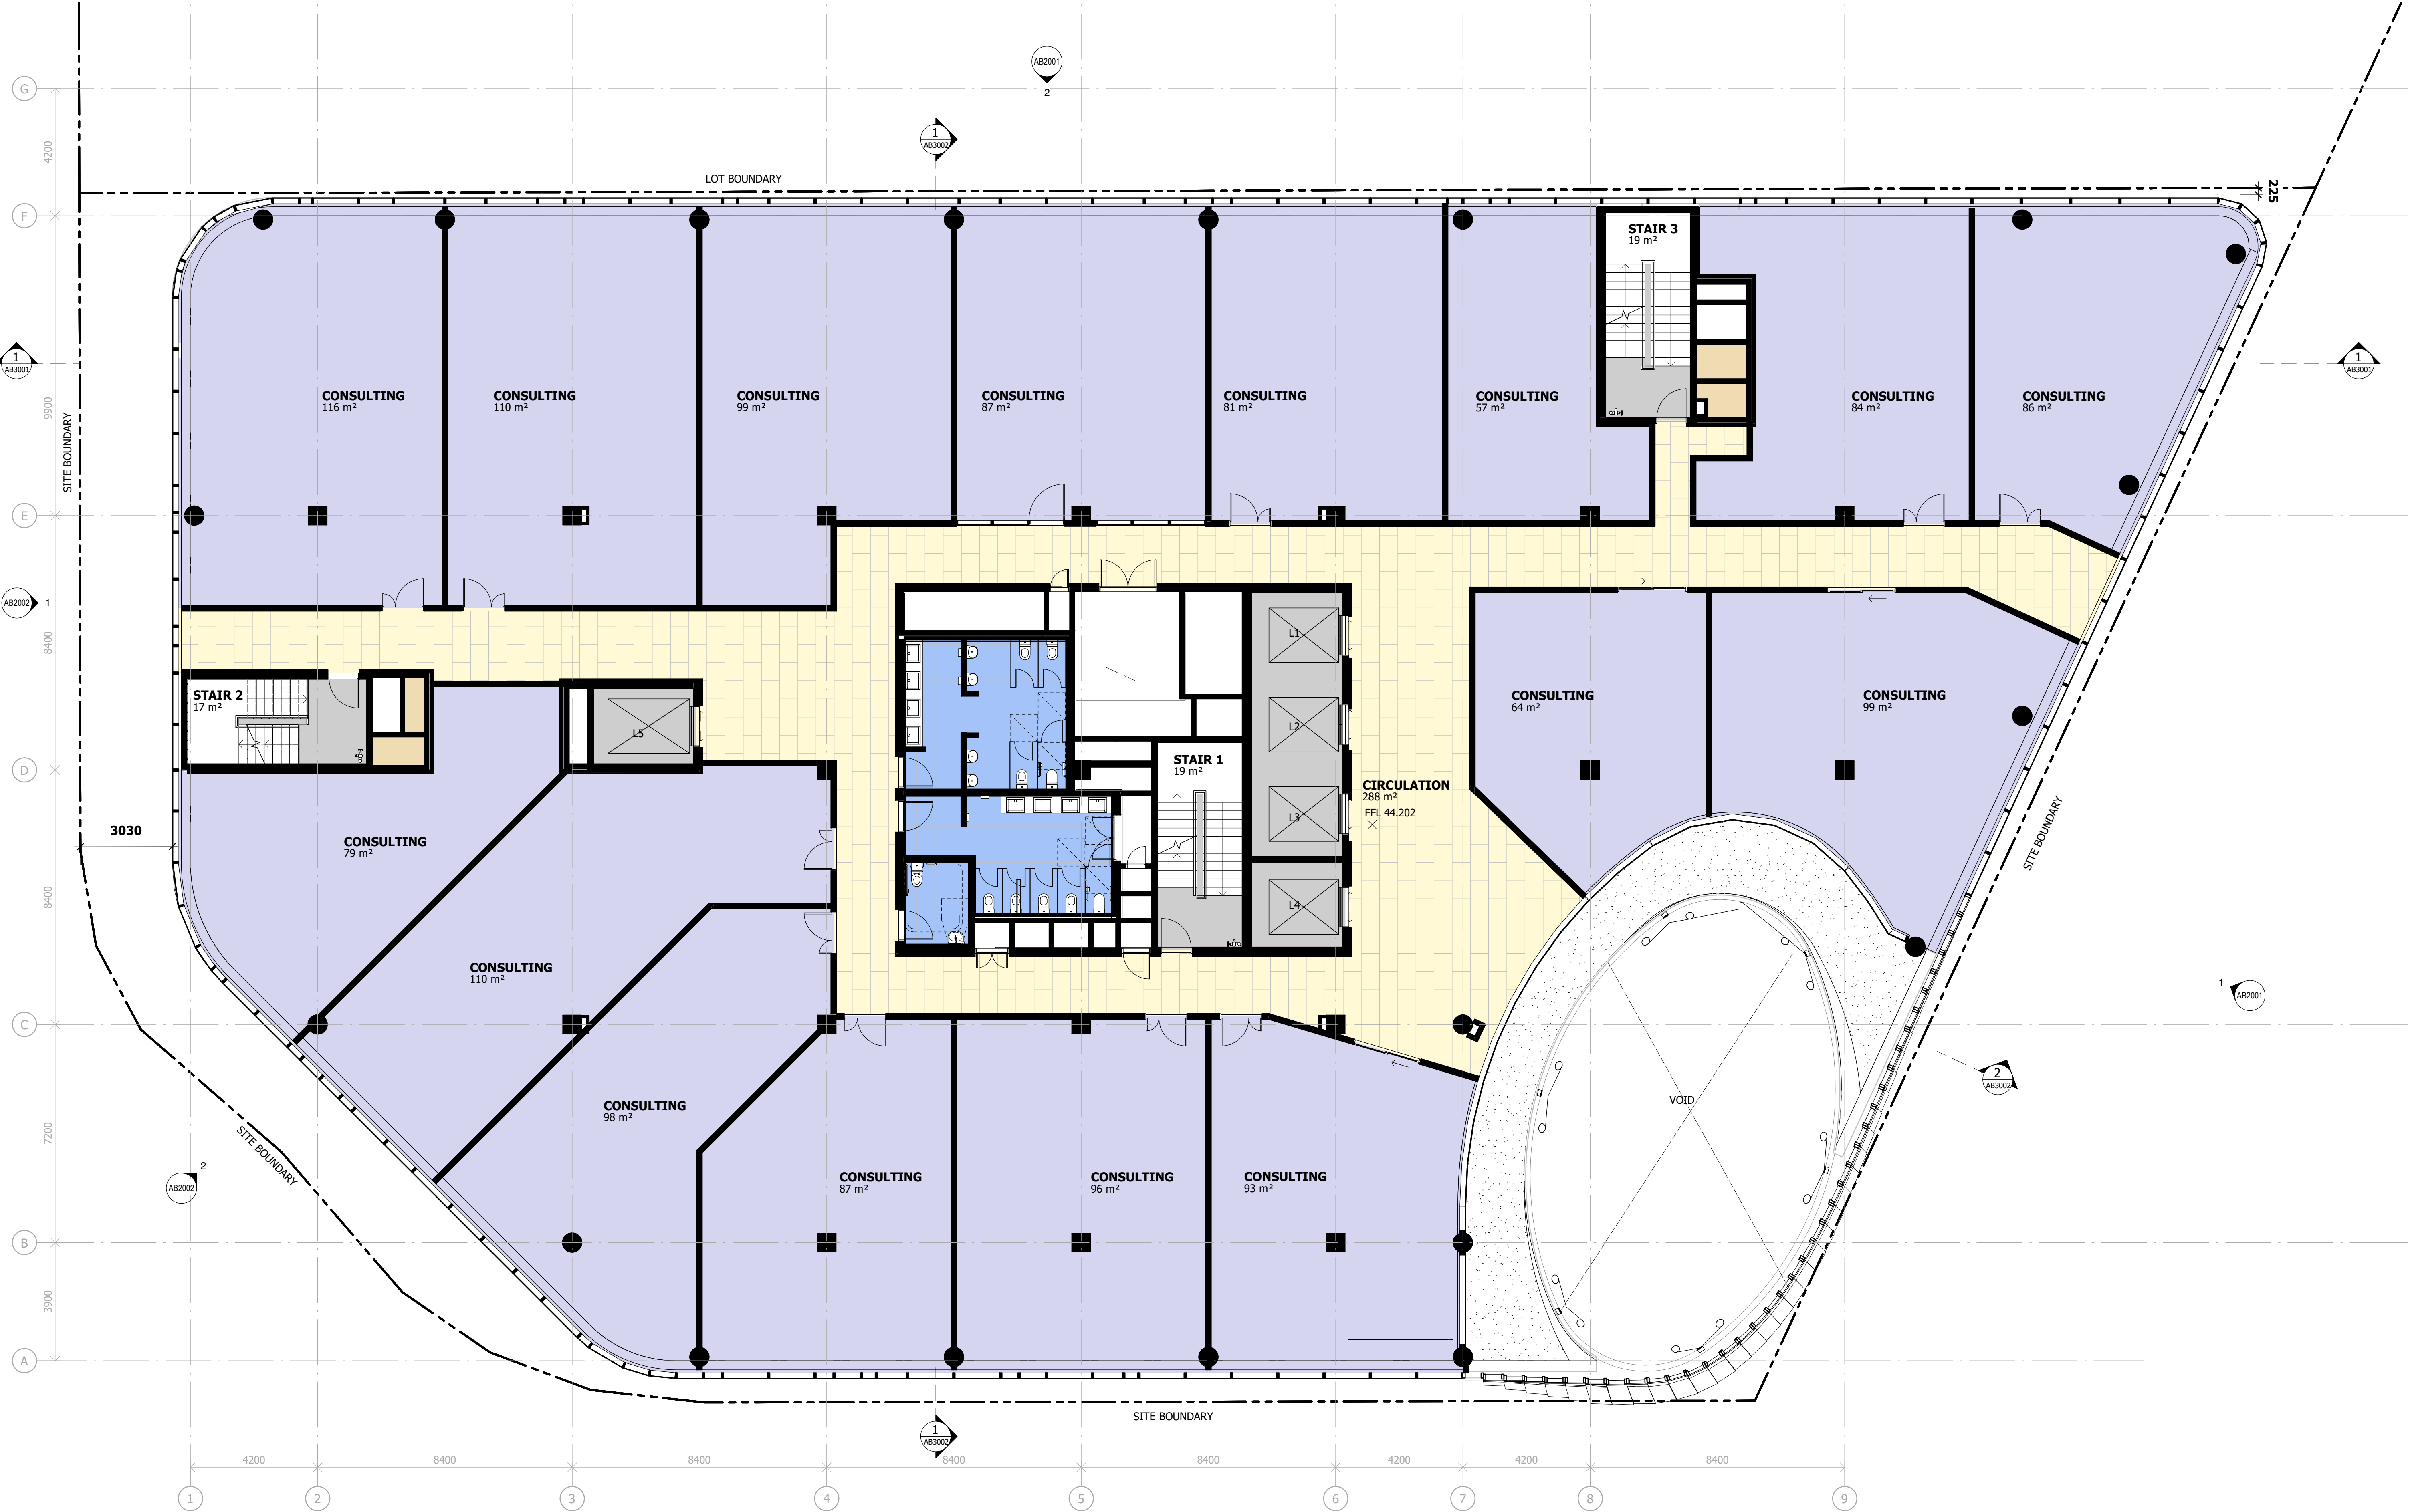 AB2001
2
G
1
AB3002
4200
LOT BOUNDARY
225
F
STAIR 3
19 m²
1
AB3001
1
AB3001
9900
SITE BOUNDARY
CONSULTING
116 m²
CONSULTING
110 m²
CONSULTING
99 m²
CONSULTING
87 m²
CONSULTING
81 m²
CONSULTING
57 m²
CONSULTING
84 m²
CONSULTING
86 m²
E
AB2002
1
8400
L1
STAIR 2
17 m²
L5
L2
CONSULTING
64 m²
CONSULTING
99 m²
D
STAIR 1
19 m²
CIRCULATION
288 m²
FFL 44.202
L3
3030
CONSULTING
79 m²
SITE BOUNDARY
8400
L4
CONSULTING
110 m²
1
AB2001
C
2
AB3002
VOID
CONSULTING
98 m²
7200
SITE BOUNDARY
2
AB2002
CONSULTING
87 m²
CONSULTING
96 m²
CONSULTING
93 m²
B
3900
A
SITE BOUNDARY
1
AB3002
4200
8400
8400
8400
8400
4200
4200
8400
1
2
3
4
5
6
7
8
9